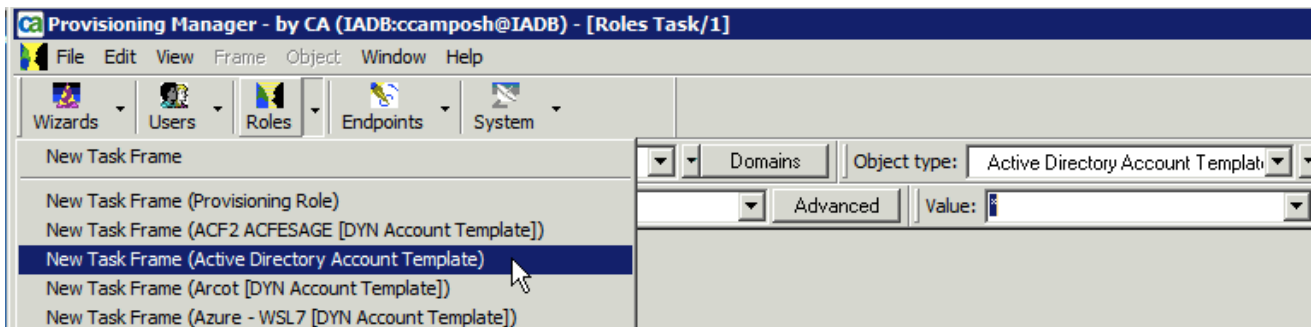 ca Provisioning Manager - by CA (IADB:ccamposh@IADB) - [Roles Task/1]
File Edit View Frame Object Window Help
Wizards Users Roles Endpoints System
New Task Frame
Domains Object type: Active Directory Account Templat
New Task Frame (Provisioning Role)
Advanced Value: *
New Task Frame (ACF2 ACFESAGE [DYN Account Template])
New Task Frame (Active Directory Account Template)
New Task Frame (Arcot [DYN Account Template])
New Task Frame (Azure - WSL7 [DYN Account Template])